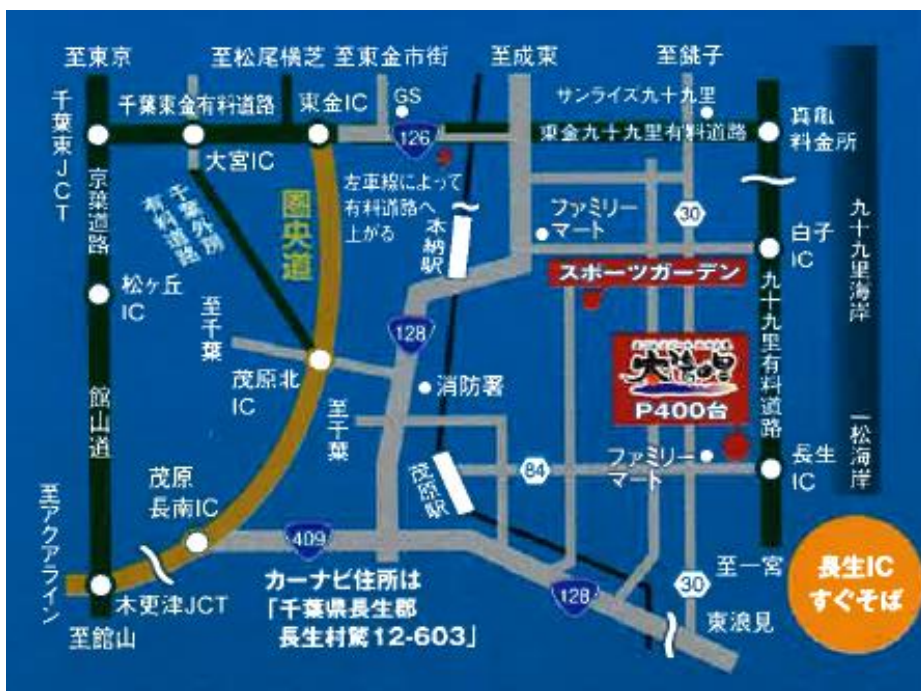 至東京
至松尾横芝
至東金市街
至成東
至銚子
千葉東JCT
千葉東金有料道路
東金IC
GS
サンライズ九十九里
126
東金九十九里有料道路
真亀
料金所
大宮IC
京葉道路
千葉外房
有料道路
圏央道
左車線によって
有料道路へ
上がる
本納駅
ファミリー
マート
30
白子
IC
九十九里海岸
スポーツガーデン
松ヶ丘
IC
至千葉
128
九十九里有料道路
茂原北
IC
消防署
P400台
至千葉
館山道
一松海岸
茂原
長南IC
茂原駅
84
ファミリー
マート
長生
IC
至アクアライン
409
木更津JCT
至館山
カーナビ住所は
「千葉県長生郡
長生村驚12-603」
128
30
至一宮
東浪見
長生IC
すぐそば